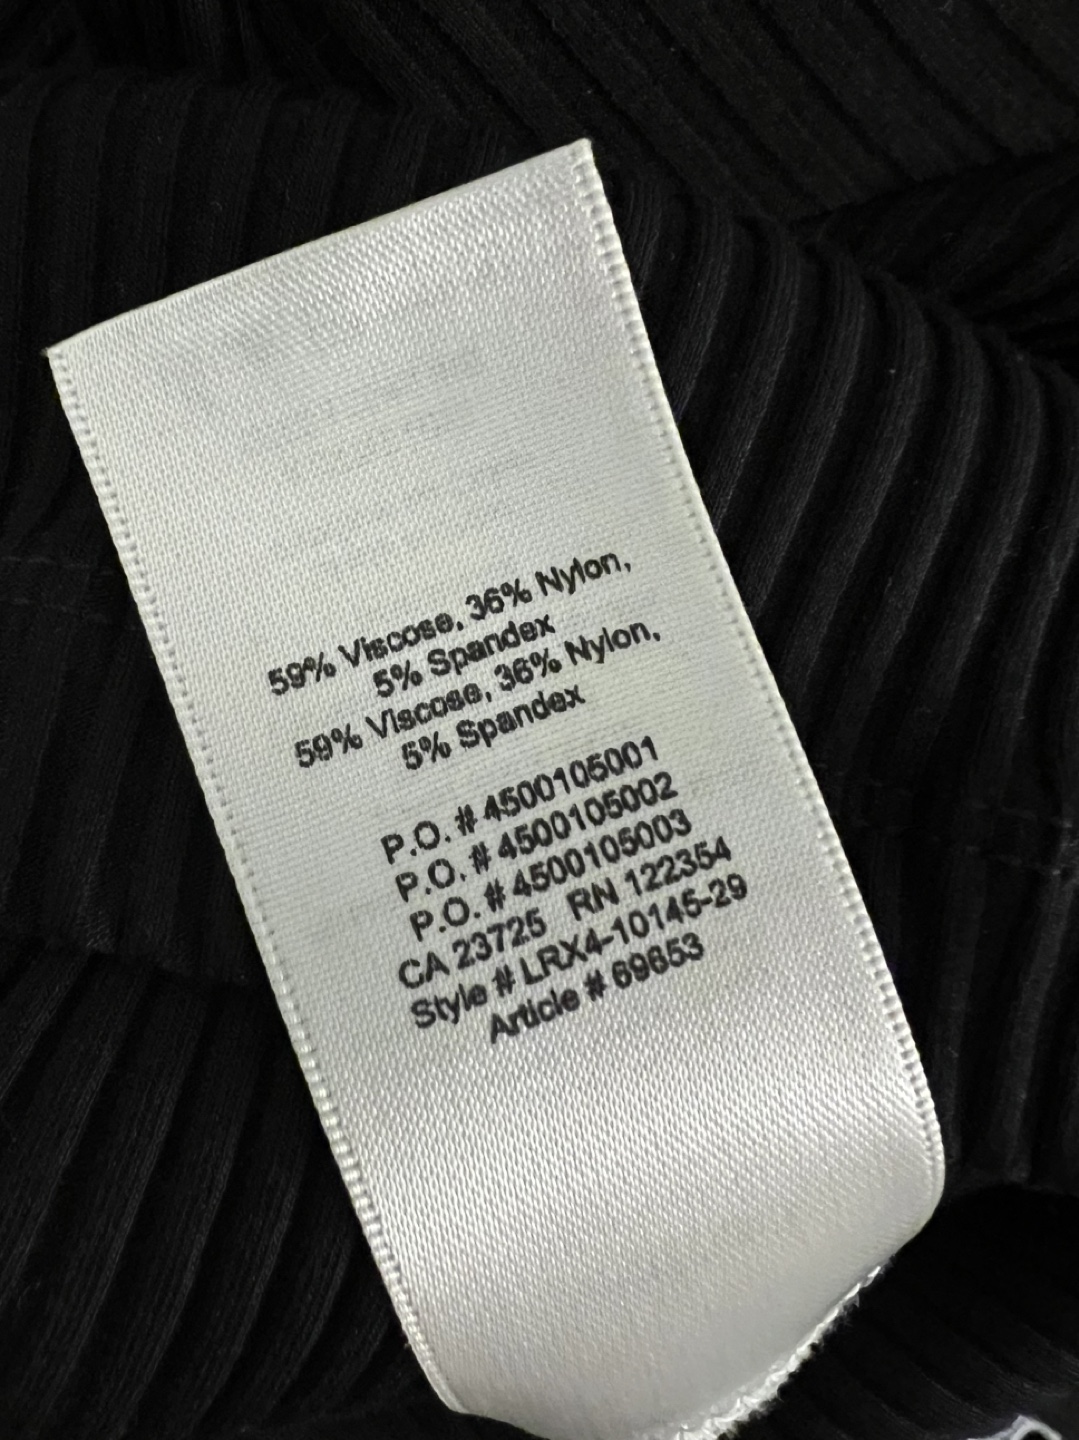 59% Viscose, 36% Nylon,
5% Spandex
59% Viscose, 36% Nylon,
5% Spandex
P.O. # 4500105001
P.O. # 4500105002
P.O. # 4500105003
CA 23725 RN 122354
Style # LRX4-10145-29
Article # 69653